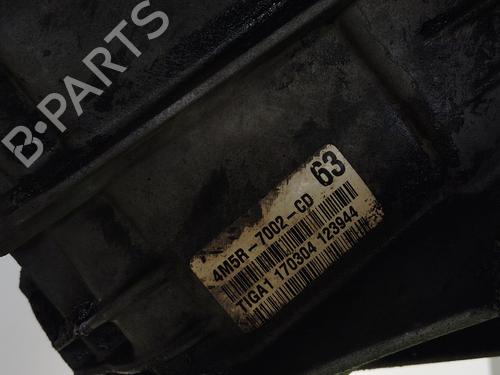 B-PARTS
63
4M5R-7002-CD
TIGA1 170304 123944